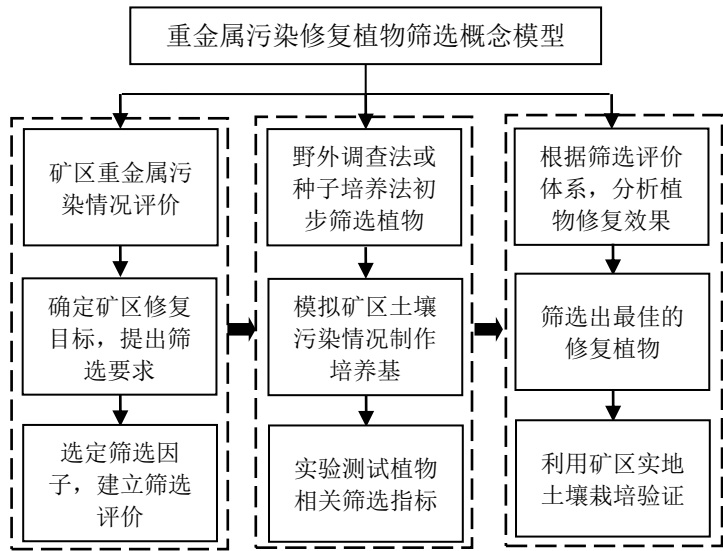 重金属污染修复植物筛选概念模型
矿区重金属污
染情况评价
确定矿区修复
目标，提出筛
选要求
选定筛选因
子，建立筛选
评价
野外调查法或
种子培养法初
步筛选植物
模拟矿区土壤
污染情况制作
培养基
实验测试植物
相关筛选指标
根据筛选评价
体系，分析植
物修复效果
筛选出最佳的
修复植物
利用矿区实地
土壤栽培验证